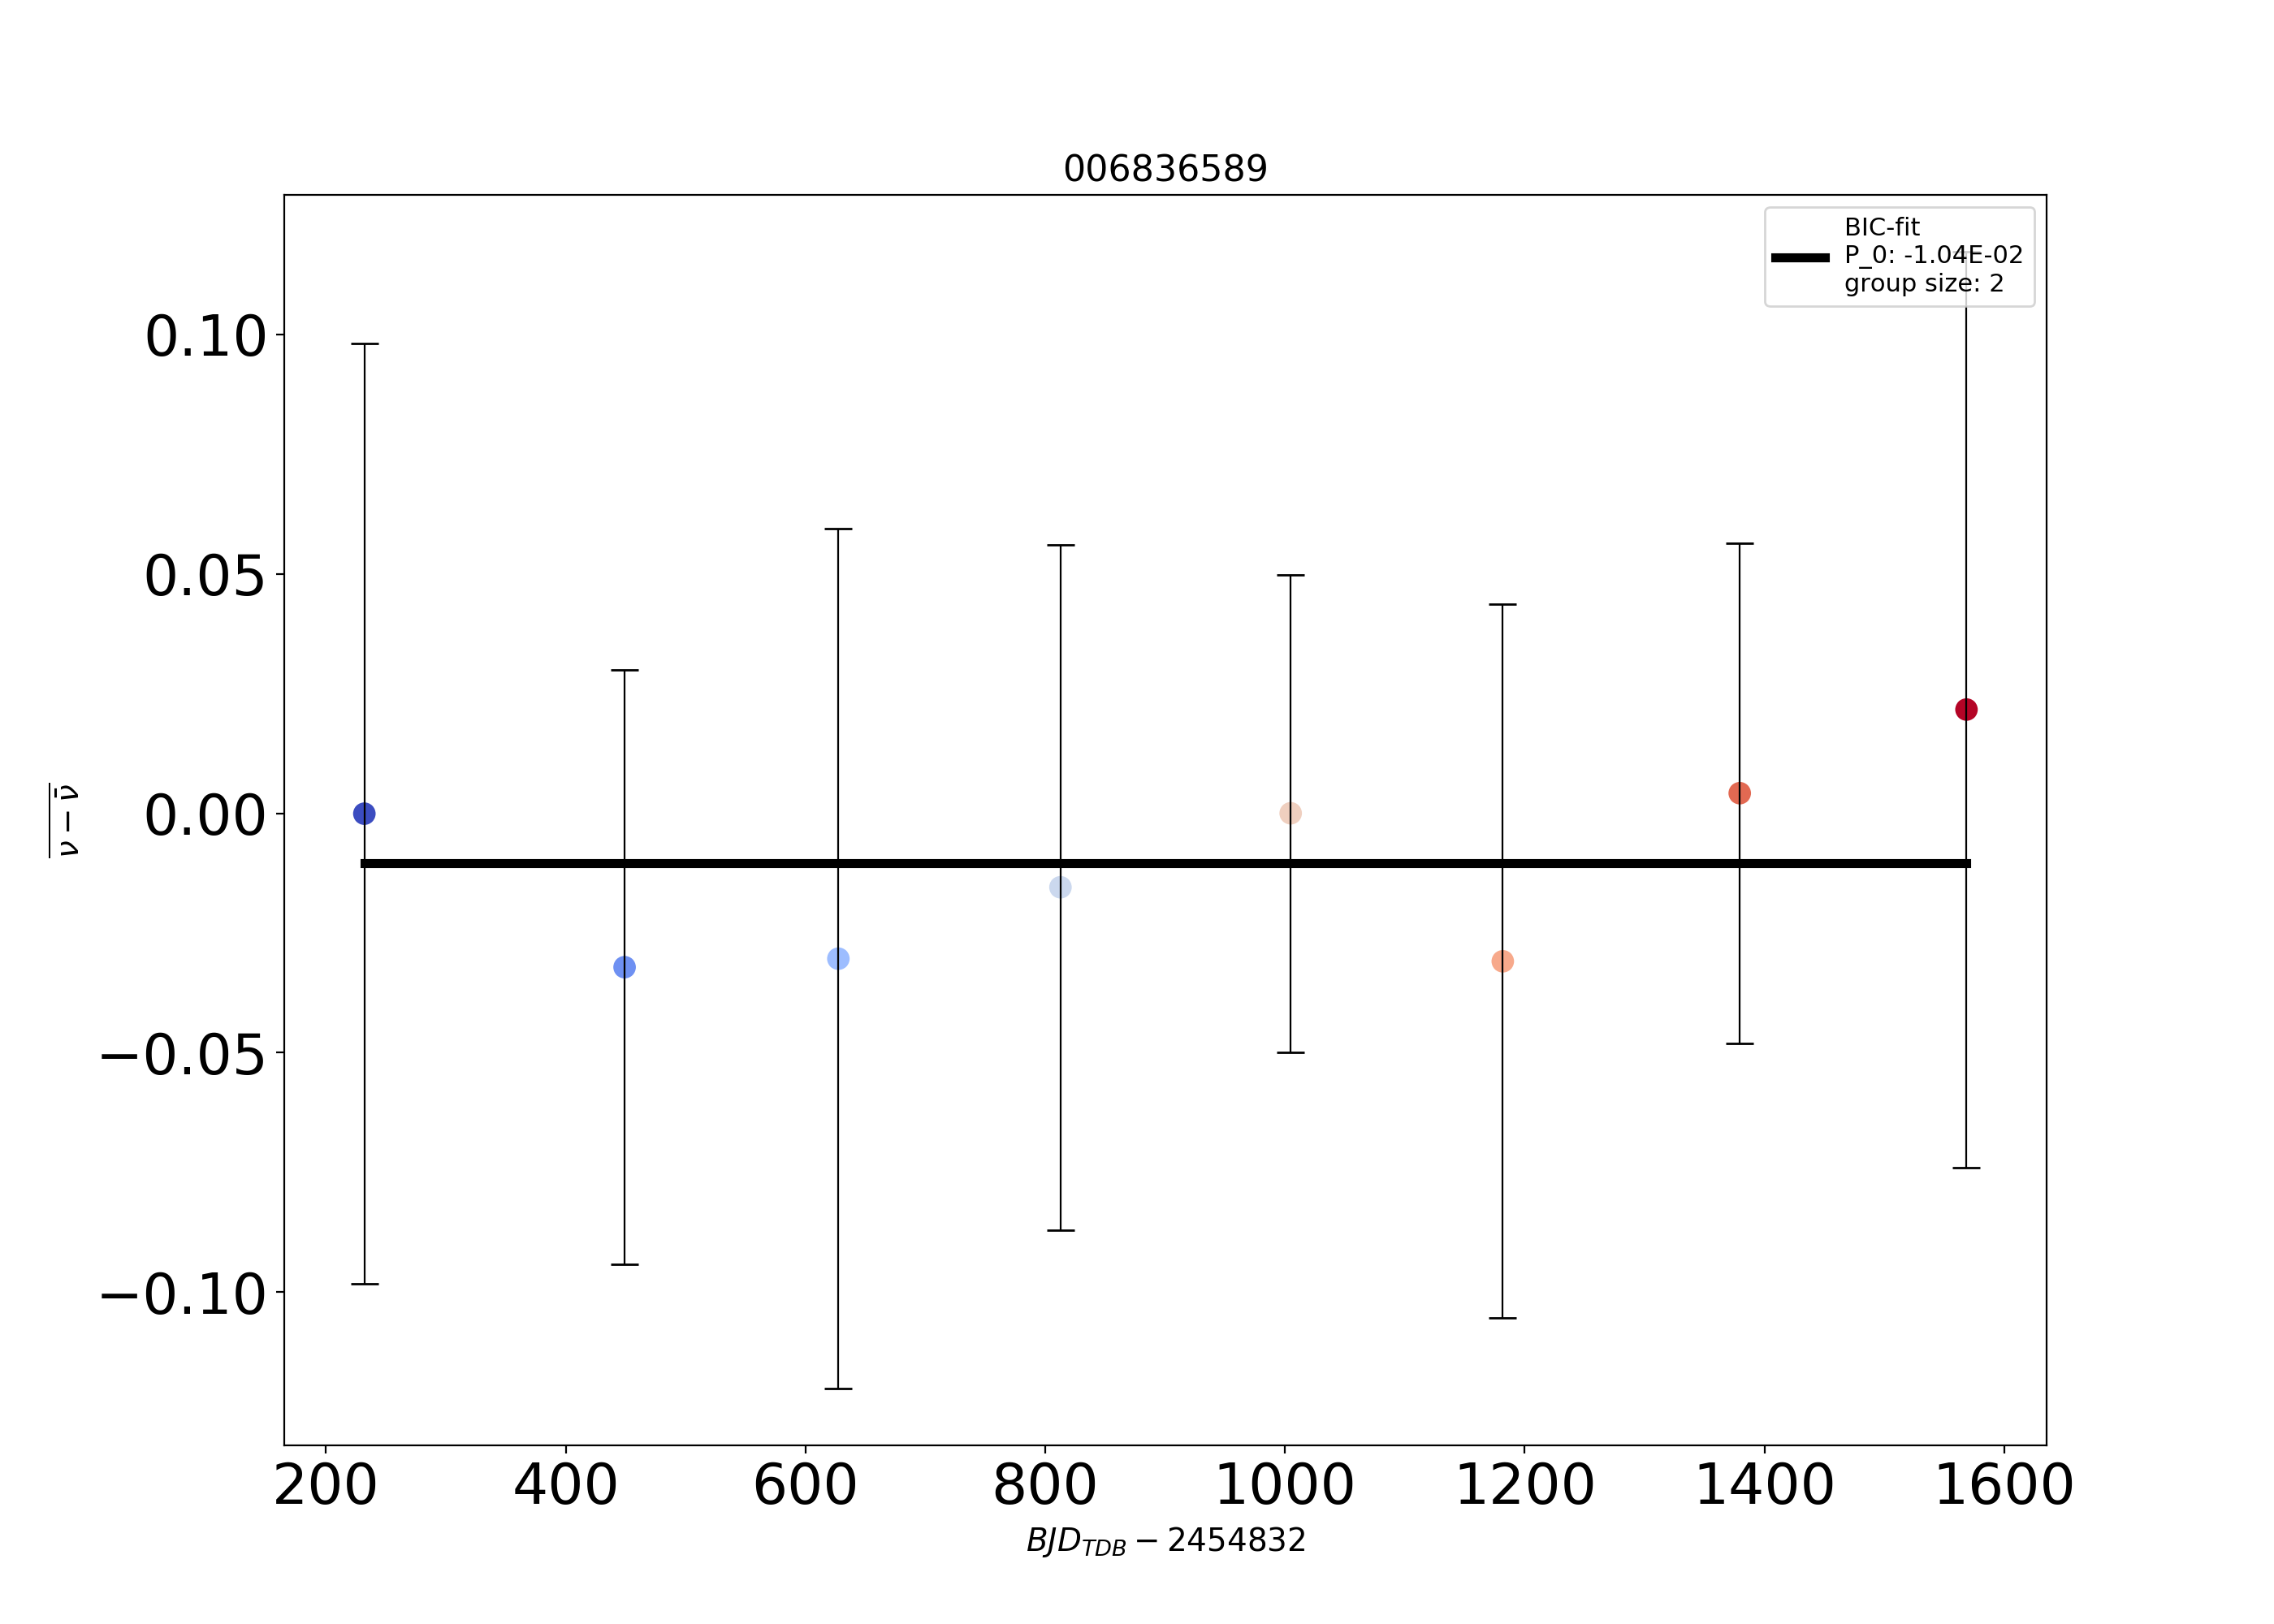 006836589
BIC-fit
P_0: -1.04E-02
group size: 2
0.10
0.05
0.00
−0.05
−0.10
ν − ν̄
200 400 600 800 1000 1200 1400 1600
BJD_TDB − 2454832